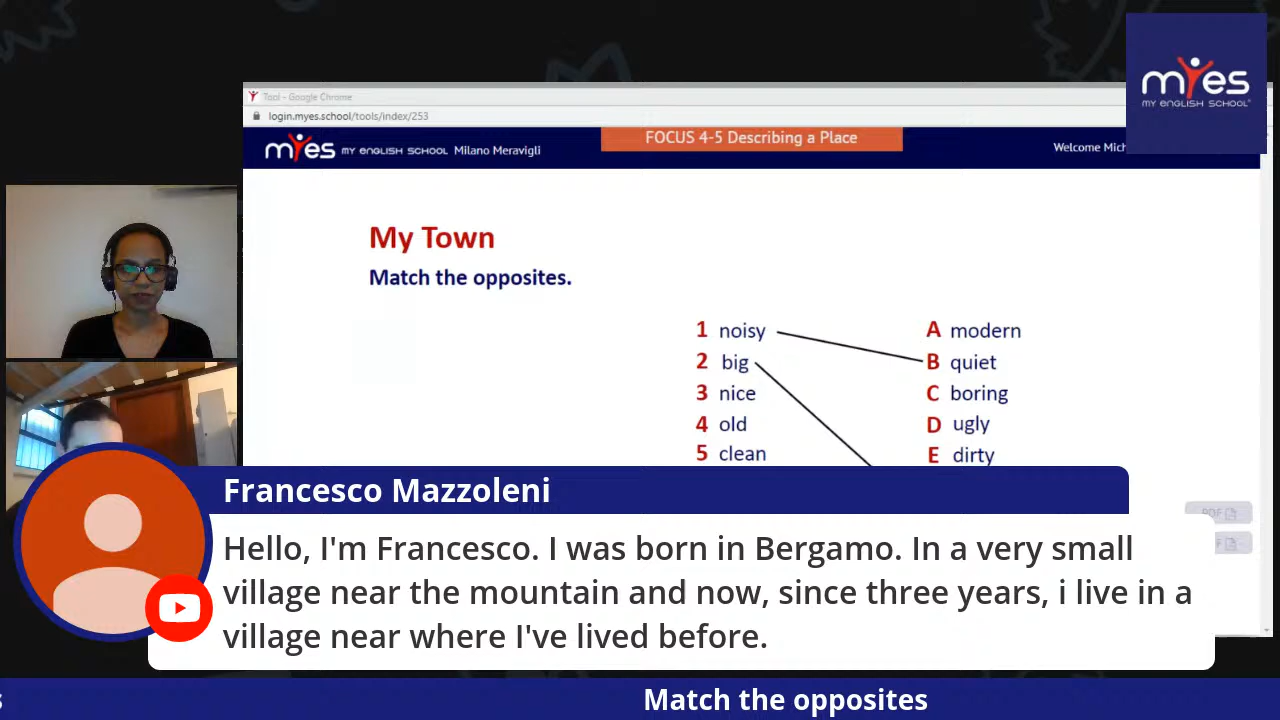 myes
MY ENGLISH SCHOOL
Tool - Google Chrome
login.myes.school/tools/index/253
myes MY ENGLISH SCHOOL Milano Meravigli
FOCUS 4-5 Describing a Place
Welcome Mich
My Town
Match the opposites.
1 noisy
A modern
2 big
B quiet
3 nice
C boring
4 old
D ugly
5 clean
E dirty
PDF
F
Francesco Mazzoleni
Hello, I'm Francesco. I was born in Bergamo. In a very small
village near the mountain and now, since three years, i live in a
village near where I've lived before.
s
Match the opposites